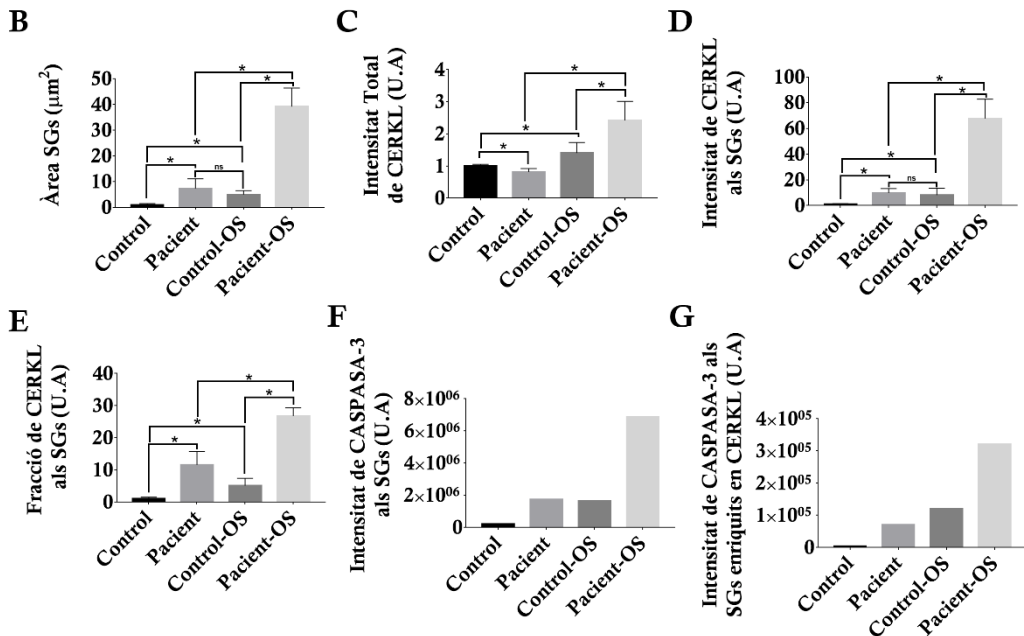 B
Àrea SGs (μm²)
50
40
30
20
10
0
*
*
*
*
ns
Control
Pacient
Control-OS
Pacient-OS
C
Intensitat Total
de CERKL (U.A)
4
3
2
1
0
*
*
*
*
Control
Pacient
Control-OS
Pacient-OS
D
Intensitat de CERKL
als SGs (U.A)
100
80
60
40
20
0
*
*
*
*
ns
Control
Pacient
Control-OS
Pacient-OS
E
Fracció de CERKL
als SGs (U.A)
40
30
20
10
0
*
*
*
*
Control
Pacient
Control-OS
Pacient-OS
F
Intensitat de CASPASA-3
als SGs (U.A)
8×10⁰⁶
6×10⁰⁶
4×10⁰⁶
2×10⁰⁶
0
Control
Pacient
Control-OS
Pacient-OS
G
Intensitat de CASPASA-3 als
SGs enriquits en CERKL (U.A)
4×10⁰⁵
3×10⁰⁵
2×10⁰⁵
1×10⁰⁵
0
Control
Pacient
Control-OS
Pacient-OS